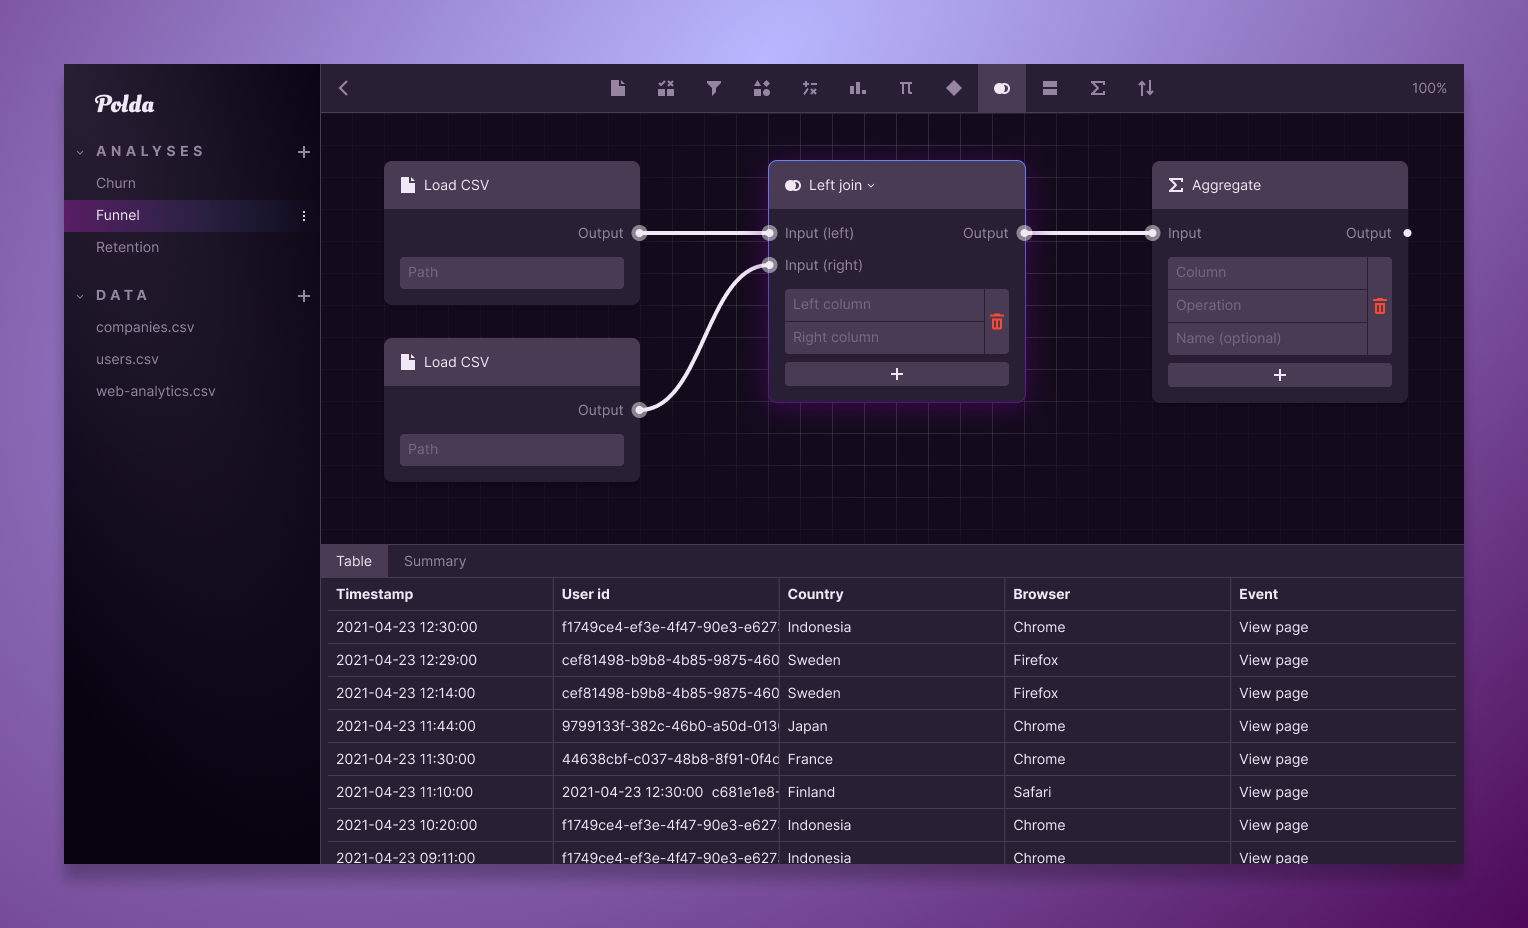 Polda
100%
ANALYSES
Churn
Funnel
Retention
DATA
companies.csv
users.csv
web-analytics.csv
Load CSV
Output
Path
Load CSV
Output
Path
Left join
Input (left) Output
Input (right)
Left column
Right column
Aggregate
Input Output
Column
Operation
Name (optional)
Table Summary
Timestamp User id Country Browser Event
2021-04-23 12:30:00 f1749ce4-ef3e-4f47-90e3-e627 Indonesia Chrome View page
2021-04-23 12:29:00 cef81498-b9b8-4b85-9875-460 Sweden Firefox View page
2021-04-23 12:14:00 cef81498-b9b8-4b85-9875-460 Sweden Firefox View page
2021-04-23 11:44:00 9799133f-382c-46b0-a50d-013 Japan Chrome View page
2021-04-23 11:30:00 44638cbf-c037-48b8-8f91-0f4 France Chrome View page
2021-04-23 11:10:00 2021-04-23 12:30:00 c681e1e8- Finland Safari View page
2021-04-23 10:20:00 f1749ce4-ef3e-4f47-90e3-e627 Indonesia Chrome View page
2021-04-23 09:11:00 f1749ce4-ef3e-4f47-90e3-e627 Indonesia Chrome View page